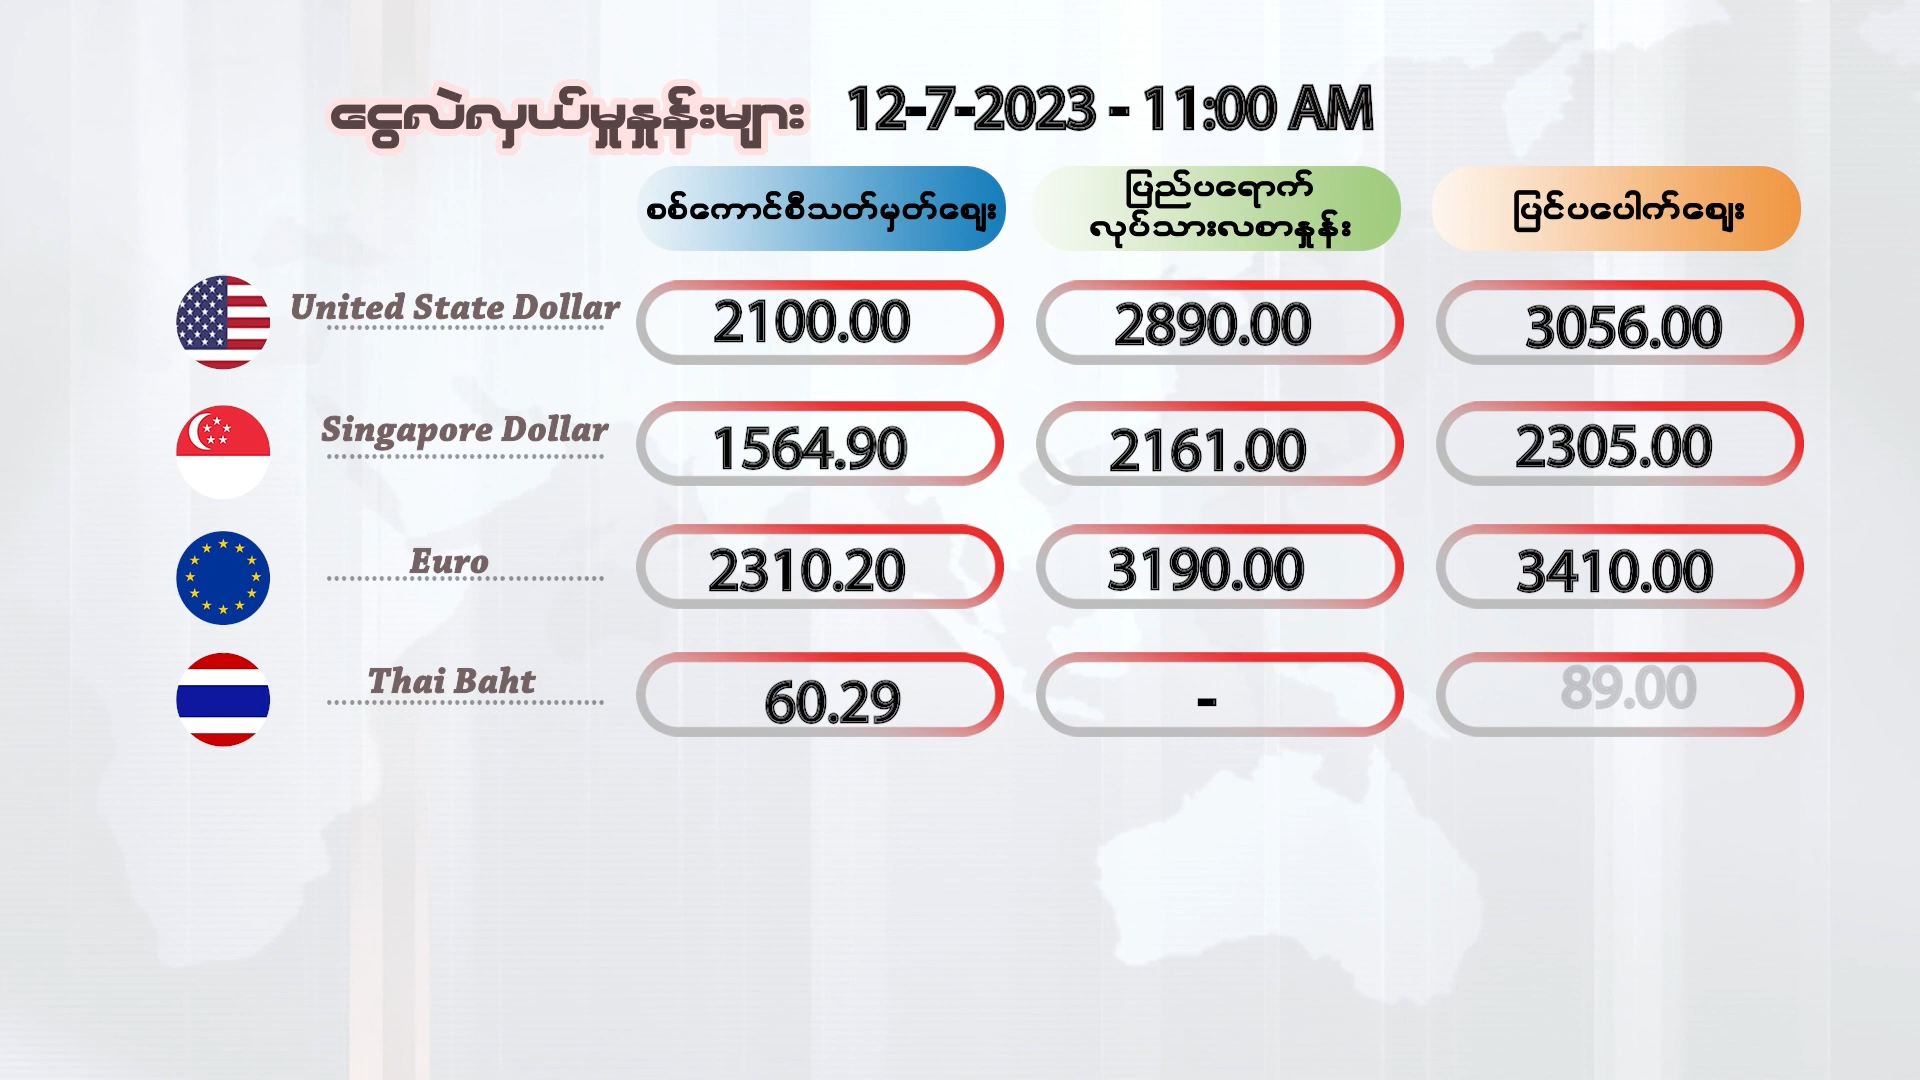 ငွေလဲလှယ်မှုနှုန်းများ 12-7-2023 - 11:00 AM
စစ်ကောင်စီသတ်မှတ်ဈေး
ပြည်ပရောက်
လုပ်သားလစာနှုန်း
ပြင်ပပေါက်ဈေး
United State Dollar 2100.00 2890.00 3056.00
Singapore Dollar 1564.90 2161.00 2305.00
Euro 2310.20 3190.00 3410.00
Thai Baht 60.29 - 89.00